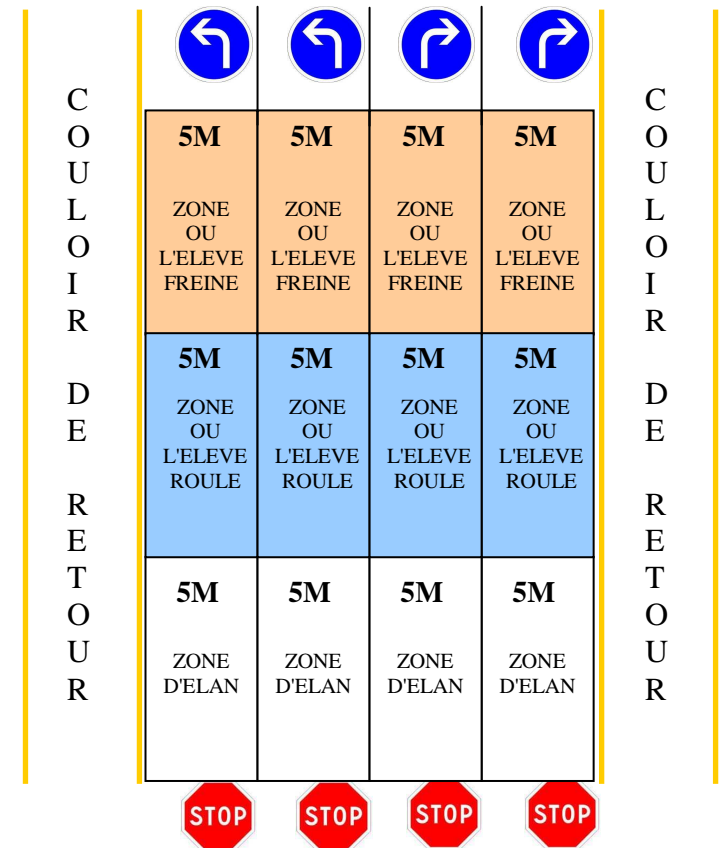 C
O
U
L
O
I
R
D
E
R
E
T
O
U
R
5M 5M 5M 5M
ZONE ZONE ZONE ZONE
OU OU OU OU
L'ELEVE L'ELEVE L'ELEVE L'ELEVE
FREINE FREINE FREINE FREINE
5M 5M 5M 5M
ZONE ZONE ZONE ZONE
OU OU OU OU
L'ELEVE L'ELEVE L'ELEVE L'ELEVE
ROULE ROULE ROULE ROULE
5M 5M 5M 5M
ZONE ZONE ZONE ZONE
D'ELAN D'ELAN D'ELAN D'ELAN
STOP STOP STOP STOP
C
O
U
L
O
I
R
D
E
R
E
T
O
U
R